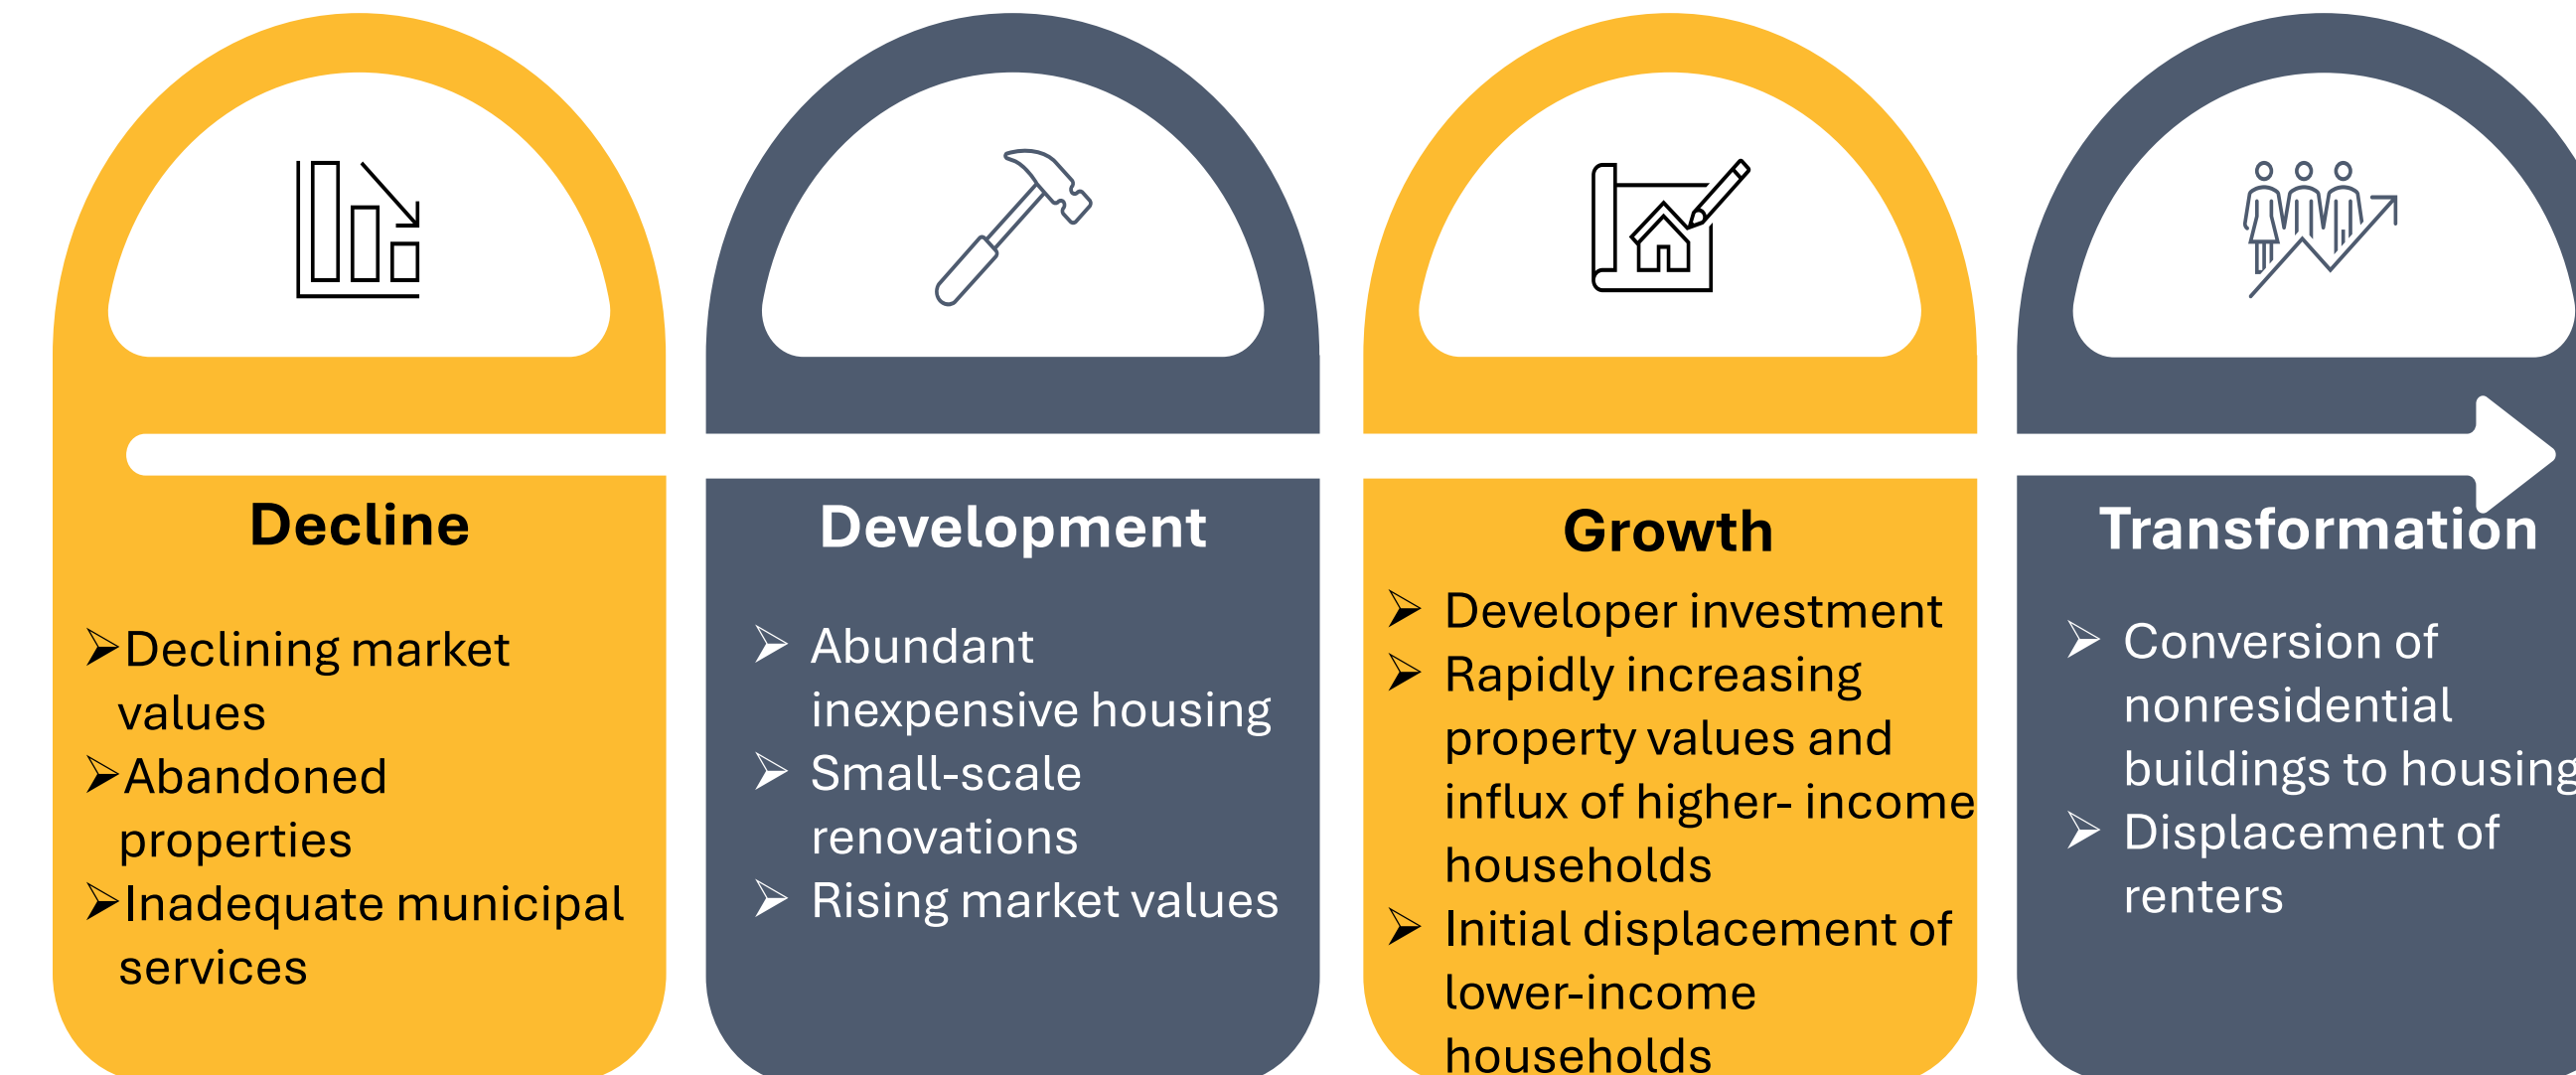 Decline
➢Declining market
values
➢Abandoned
properties
➢Inadequate municipal
services
Development
➢ Abundant
inexpensive housing
➢ Small-scale
renovations
➢ Rising market values
Growth
➢ Developer investment
➢ Rapidly increasing
property values and
influx of higher- income
households
➢ Initial displacement of
lower-income
households
Transformation
➢ Conversion of
nonresidential
buildings to housing
➢ Displacement of
renters